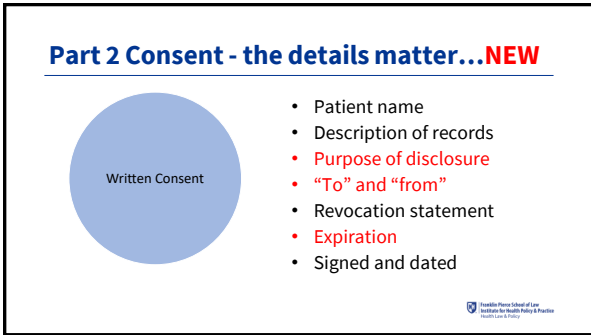 Part 2 Consent - the details matter...NEW
Written Consent
• Patient name
• Description of records
• Purpose of disclosure
• “To” and “from”
• Revocation statement
• Expiration
• Signed and dated
Franklin Pierce School of Law
Institute for Health Policy & Practice
Health Law & Policy